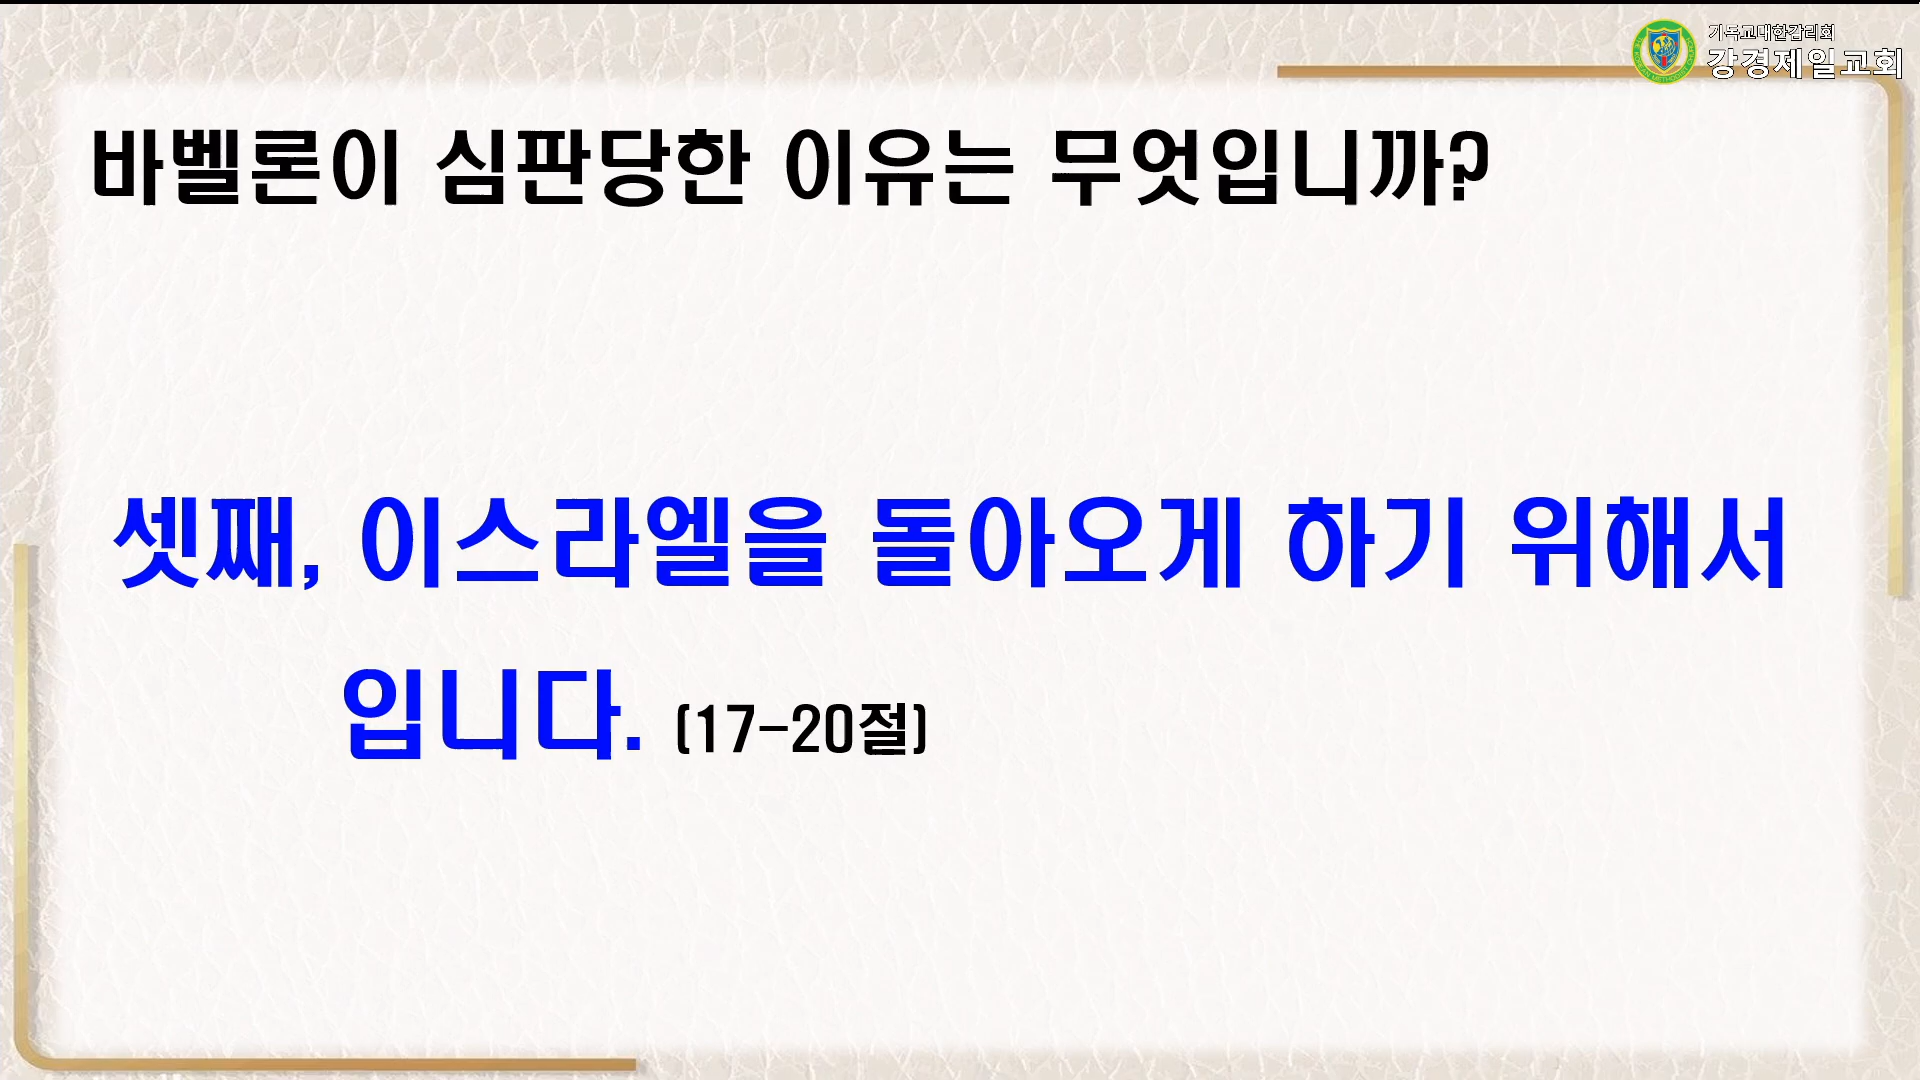 기독교대한감리회
강경제일교회
바벨론이 심판당한 이유는 무엇입니까?
셋째, 이스라엘을 돌아오게 하기 위해서
입니다. (17-20절)